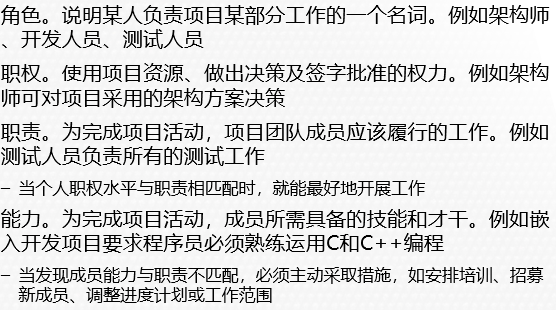 角色。说明某人负责项目某部分工作的一个名词。例如架构师
、开发人员、测试人员
职权。使用项目资源、做出决策及签字批准的权力。例如架构
师可对项目采用的架构方案决策
职责。为完成项目活动，项目团队成员应该履行的工作。例如
测试人员负责所有的测试工作
– 当个人职权水平与职责相匹配时，就能最好地开展工作
能力。为完成项目活动，成员所需具备的技能和才干。例如嵌
入开发项目要求程序员必须熟练运用C和C++编程
– 当发现成员能力与职责不匹配，必须主动采取措施，如安排培训、招募
新成员、调整进度计划或工作范围